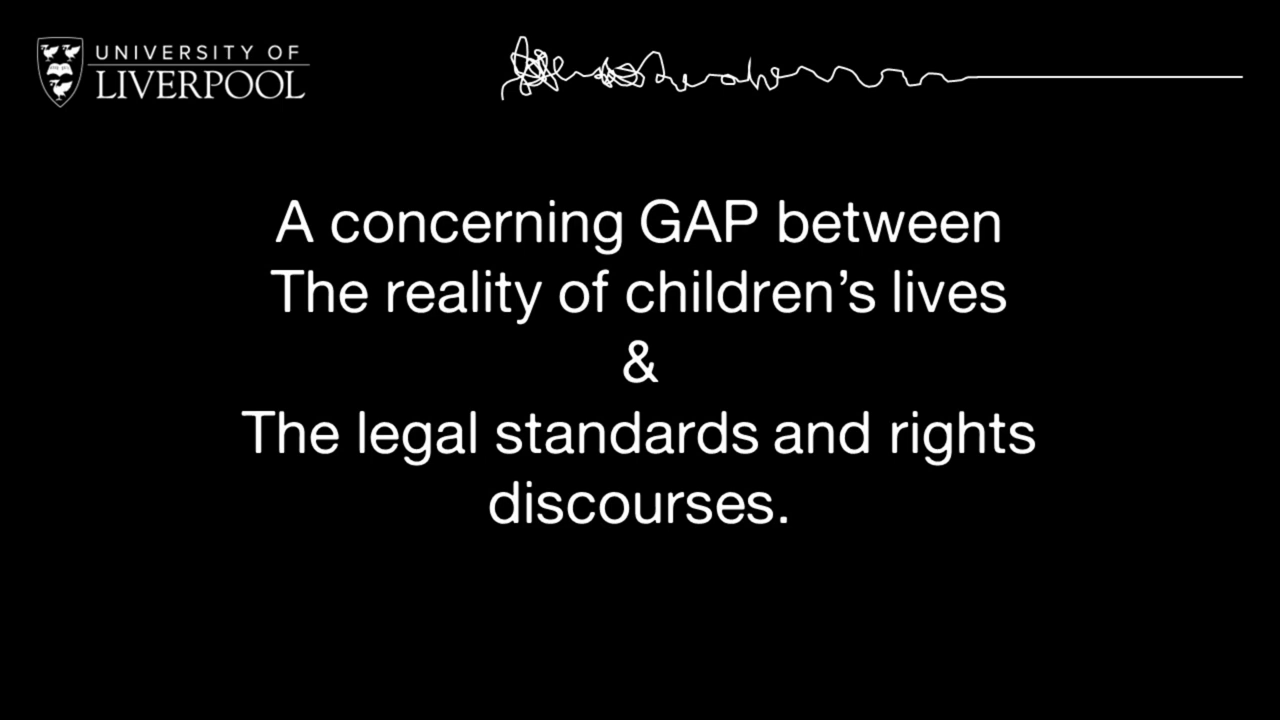 UNIVERSITY OF
LIVERPOOL
A concerning GAP between
The reality of children’s lives
&
The legal standards and rights
discourses.